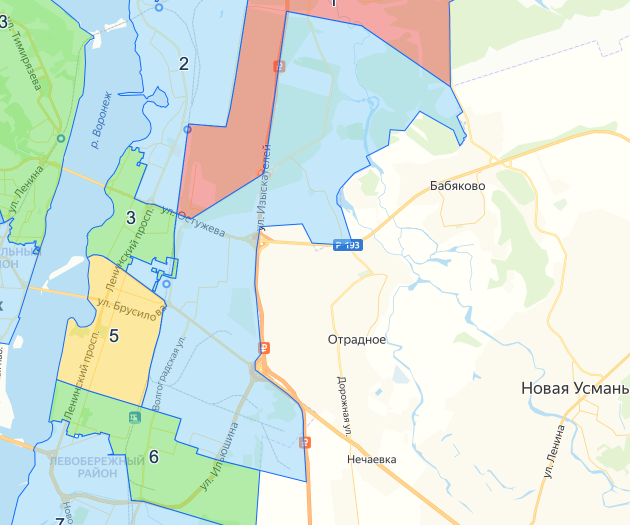 1
3
ул. Тимирязева
2
р. Воронеж
ул. Ленина
ул. Изыскателей
Бабяково
3
ул. Остужева
Ленинский просп.
Р 193
РАЙОН
ул. Брусилова
5
Отрадное
Ленинский просп.
Волгоградская ул.
Дорожная ул.
Новая Усмань
6
ЛЕВОБЕРЕЖНЫЙ
РАЙОН
ул. Ильюшина
Нечаевка
ул. Ленина
7